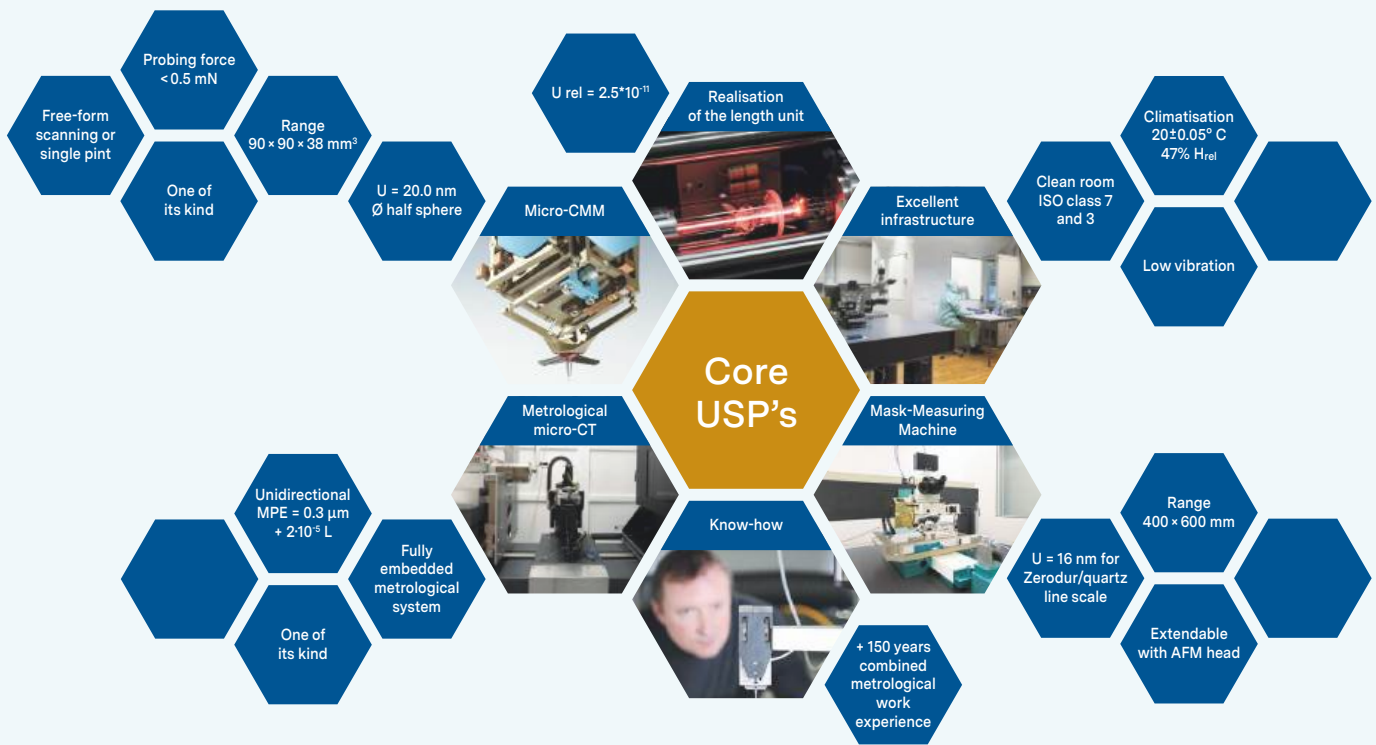 Probing force
< 0.5 mN
Free-form
scanning or
single pint
Range
90 × 90 × 38 mm³
One of
its kind
U = 20.0 nm
Ø half sphere
Micro-CMM
U rel = 2.5*10⁻¹¹
Realisation
of the length unit
Excellent
infrastructure
Clean room
ISO class 7
and 3
Climatisation
20±0.05° C
47% Hrel
Low vibration
Core
USP’s
Metrological
micro-CT
Unidirectional
MPE = 0.3 µm
+ 2·10⁻⁵ L
Fully
embedded
metrological
system
One of
its kind
Know-how
+ 150 years
combined
metrological
work
experience
Mask-Measuring
Machine
Range
400 × 600 mm
U = 16 nm for
Zerodur/quartz
line scale
Extendable
with AFM head